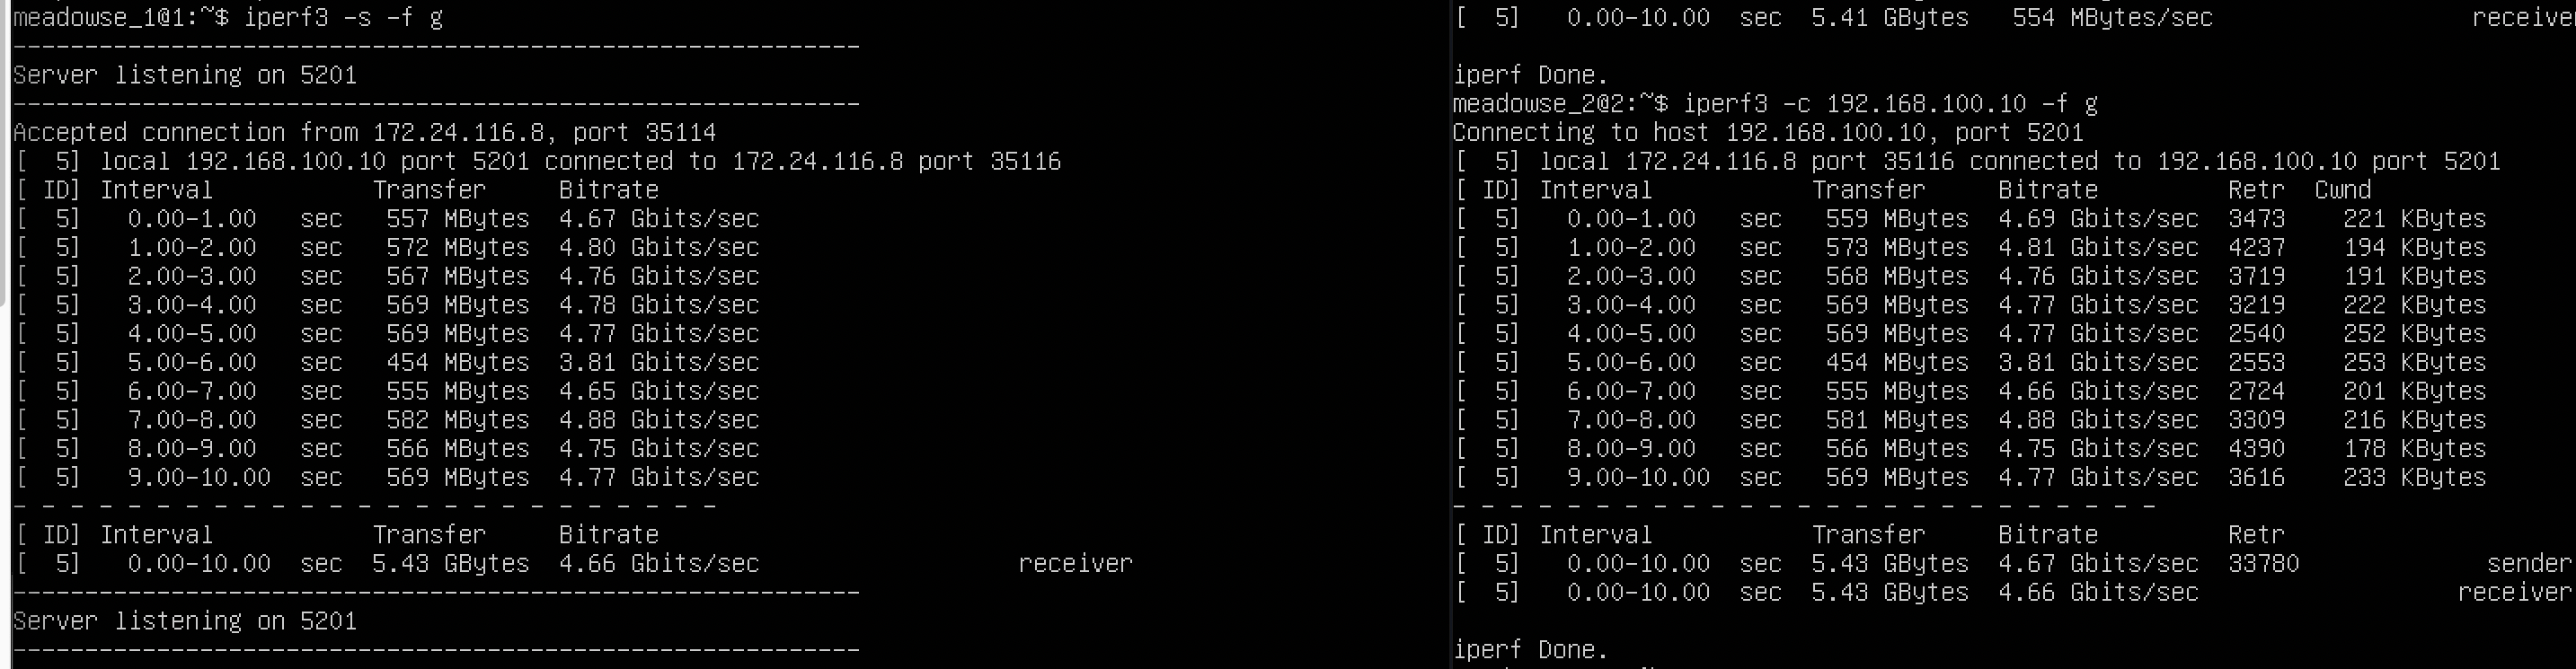 meadowse_1@1:~$ iperf3 -s -f g
-----------------------------------------------------------
Server listening on 5201
-----------------------------------------------------------
Accepted connection from 172.24.116.8, port 35114
[  5] local 192.168.100.10 port 5201 connected to 172.24.116.8 port 35116
[ ID] Interval           Transfer     Bitrate
[  5]   0.00-1.00   sec   557 MBytes  4.67 Gbits/sec
[  5]   1.00-2.00   sec   572 MBytes  4.80 Gbits/sec
[  5]   2.00-3.00   sec   567 MBytes  4.76 Gbits/sec
[  5]   3.00-4.00   sec   569 MBytes  4.78 Gbits/sec
[  5]   4.00-5.00   sec   569 MBytes  4.77 Gbits/sec
[  5]   5.00-6.00   sec   454 MBytes  3.81 Gbits/sec
[  5]   6.00-7.00   sec   555 MBytes  4.65 Gbits/sec
[  5]   7.00-8.00   sec   582 MBytes  4.88 Gbits/sec
[  5]   8.00-9.00   sec   566 MBytes  4.75 Gbits/sec
[  5]   9.00-10.00  sec   569 MBytes  4.77 Gbits/sec
- - - - - - - - - - - - - - - - - - - - - - - - -
[ ID] Interval           Transfer     Bitrate
[  5]   0.00-10.00  sec  5.43 GBytes  4.66 Gbits/sec                  receiver
-----------------------------------------------------------
Server listening on 5201
-----------------------------------------------------------
[  5]   0.00-10.00  sec  5.41 GBytes   554 MBytes/sec                  receive
iperf Done.
meadowse_2@2:~$ iperf3 -c 192.168.100.10 -f g
Connecting to host 192.168.100.10, port 5201
[  5] local 172.24.116.8 port 35116 connected to 192.168.100.10 port 5201
[ ID] Interval           Transfer     Bitrate         Retr  Cwnd
[  5]   0.00-1.00   sec   559 MBytes  4.69 Gbits/sec  3473    221 KBytes
[  5]   1.00-2.00   sec   573 MBytes  4.81 Gbits/sec  4237    194 KBytes
[  5]   2.00-3.00   sec   568 MBytes  4.76 Gbits/sec  3719    191 KBytes
[  5]   3.00-4.00   sec   569 MBytes  4.77 Gbits/sec  3219    222 KBytes
[  5]   4.00-5.00   sec   569 MBytes  4.77 Gbits/sec  2540    252 KBytes
[  5]   5.00-6.00   sec   454 MBytes  3.81 Gbits/sec  2553    253 KBytes
[  5]   6.00-7.00   sec   555 MBytes  4.66 Gbits/sec  2724    201 KBytes
[  5]   7.00-8.00   sec   581 MBytes  4.88 Gbits/sec  3309    216 KBytes
[  5]   8.00-9.00   sec   566 MBytes  4.75 Gbits/sec  4390    178 KBytes
[  5]   9.00-10.00  sec   569 MBytes  4.77 Gbits/sec  3616    233 KBytes
- - - - - - - - - - - - - - - - - - - - - - - - -
[ ID] Interval           Transfer     Bitrate         Retr
[  5]   0.00-10.00  sec  5.43 GBytes  4.67 Gbits/sec  33780             sender
[  5]   0.00-10.00  sec  5.43 GBytes  4.66 Gbits/sec                  receiver
iperf Done.